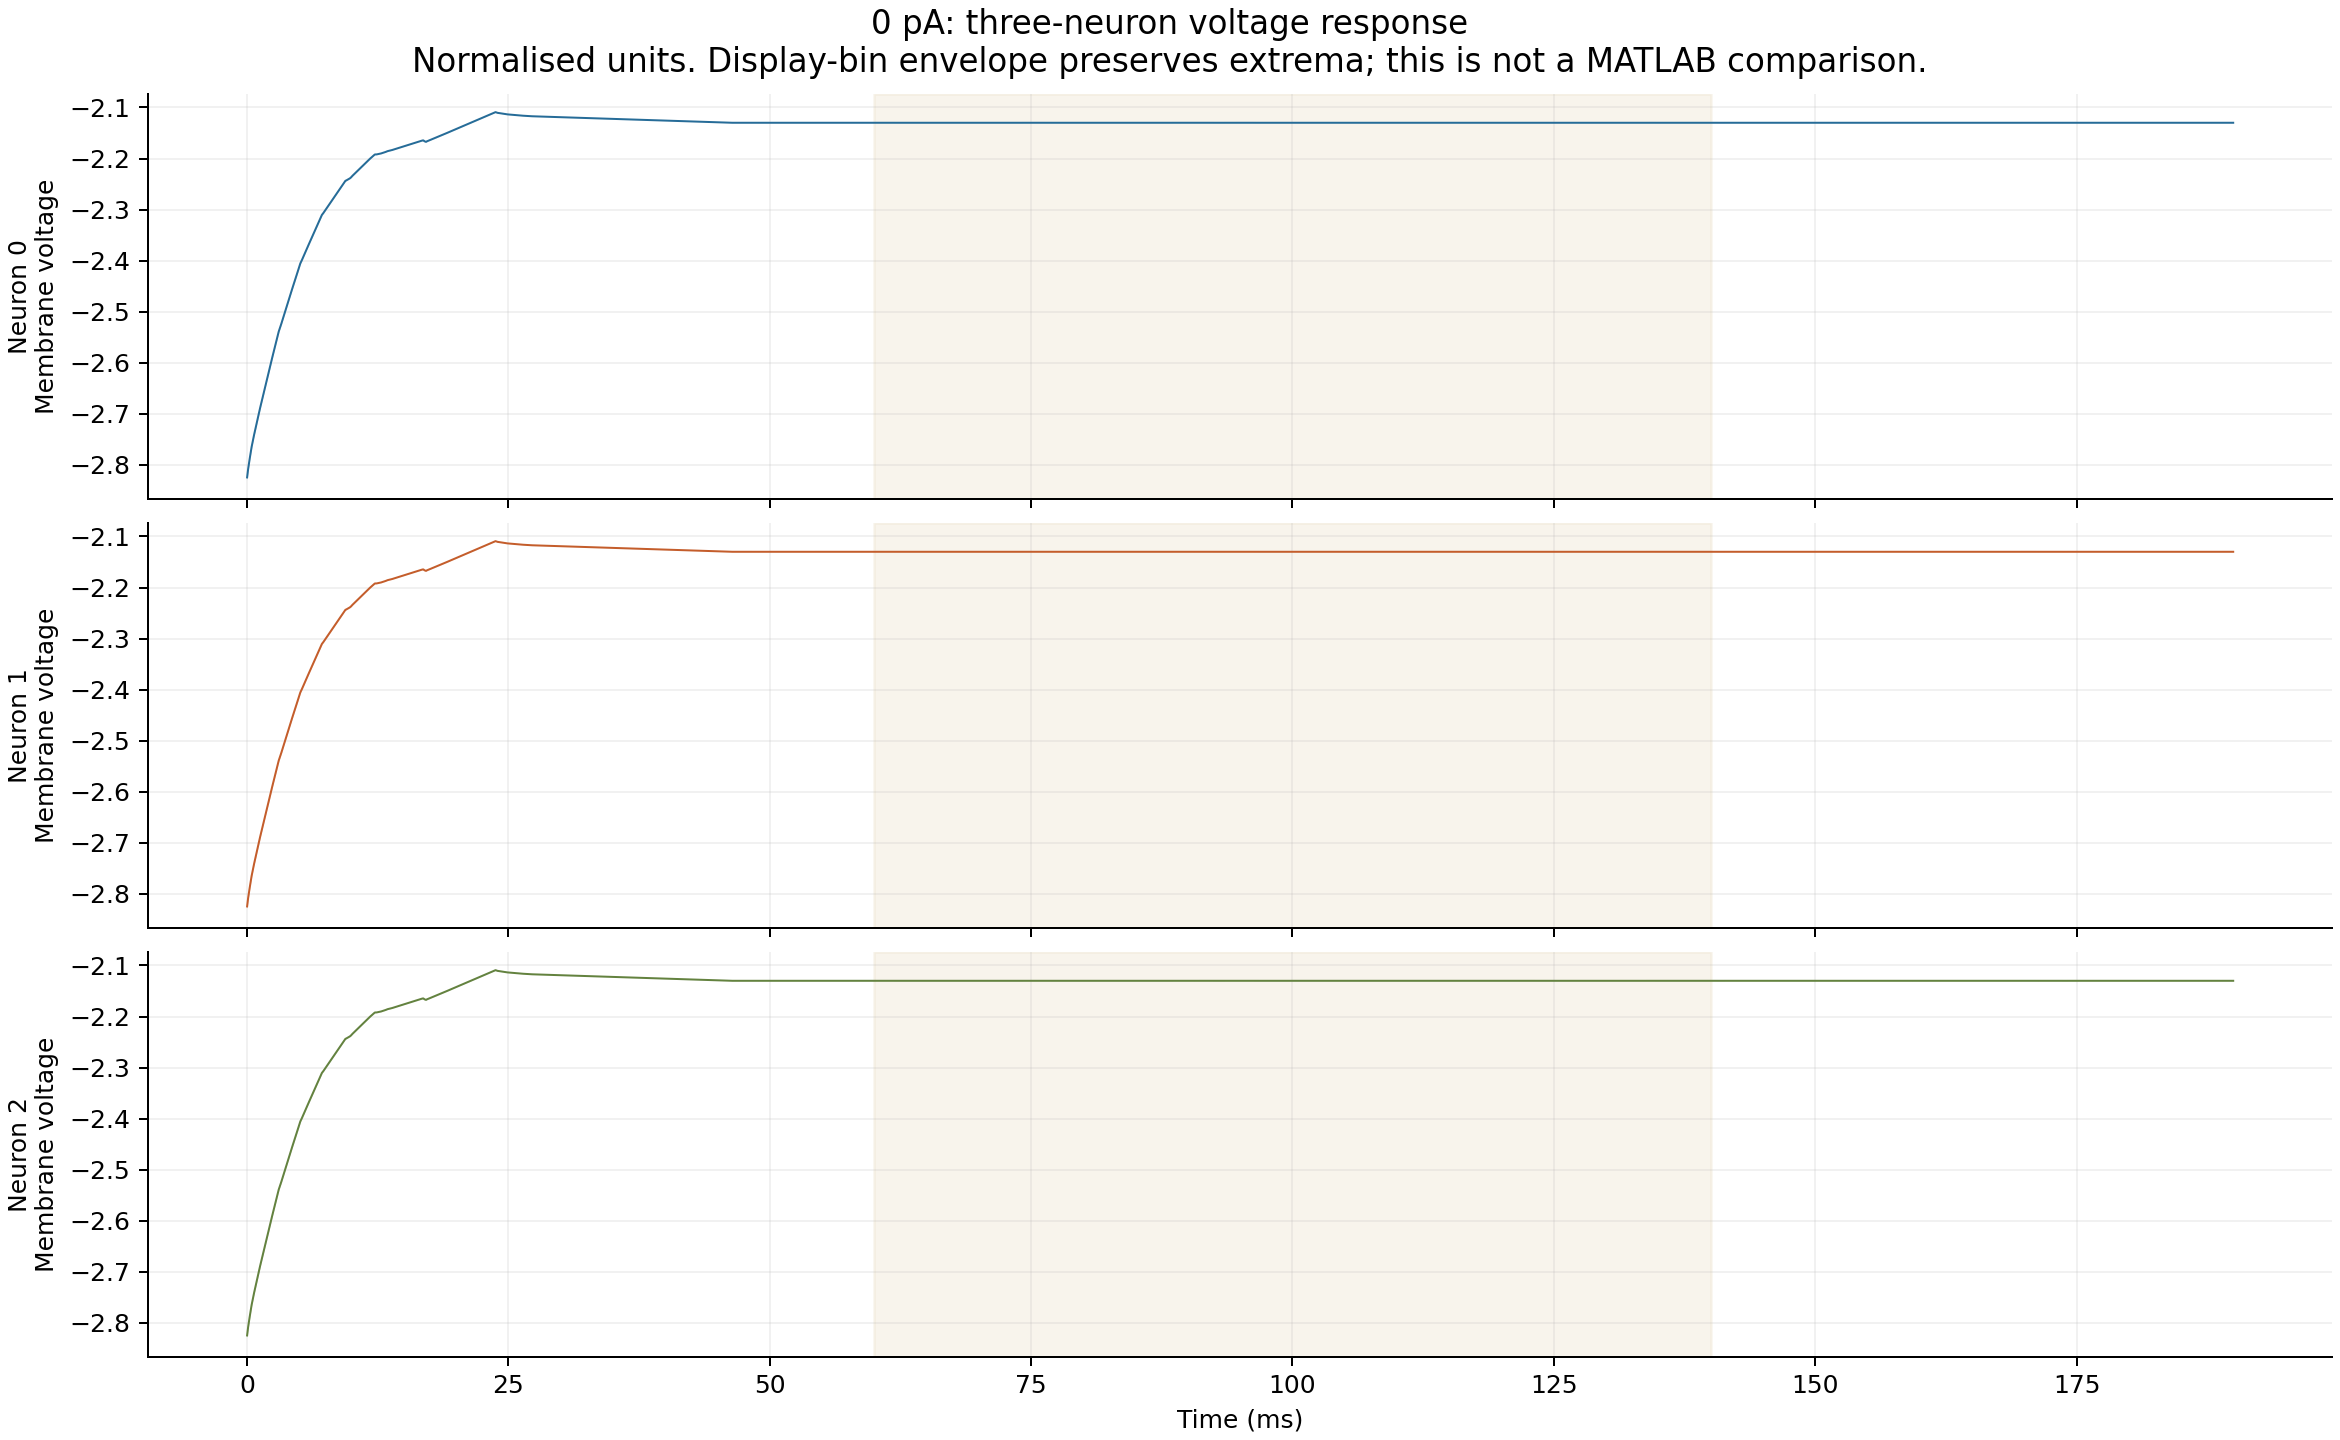 0 pA: three-neuron voltage response
Normalised units. Display-bin envelope preserves extrema; this is not a MATLAB comparison.
Neuron 0
Membrane voltage
−2.1
−2.2
−2.3
−2.4
−2.5
−2.6
−2.7
−2.8
Neuron 1
Membrane voltage
−2.1
−2.2
−2.3
−2.4
−2.5
−2.6
−2.7
−2.8
Neuron 2
Membrane voltage
−2.1
−2.2
−2.3
−2.4
−2.5
−2.6
−2.7
−2.8
0 25 50 75 100 125 150 175
Time (ms)